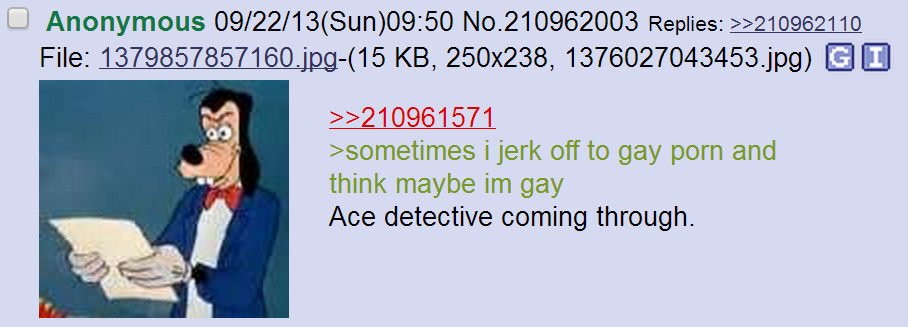 Anonymous 09/22/13(Sun)09:50 No.210962003 Replies: >>210962110
File: 1379857857160.jpg-(15 KB, 250x238, 1376027043453.jpg) G I
>>210961571
>sometimes i jerk off to gay porn and
think maybe im gay
Ace detective coming through.